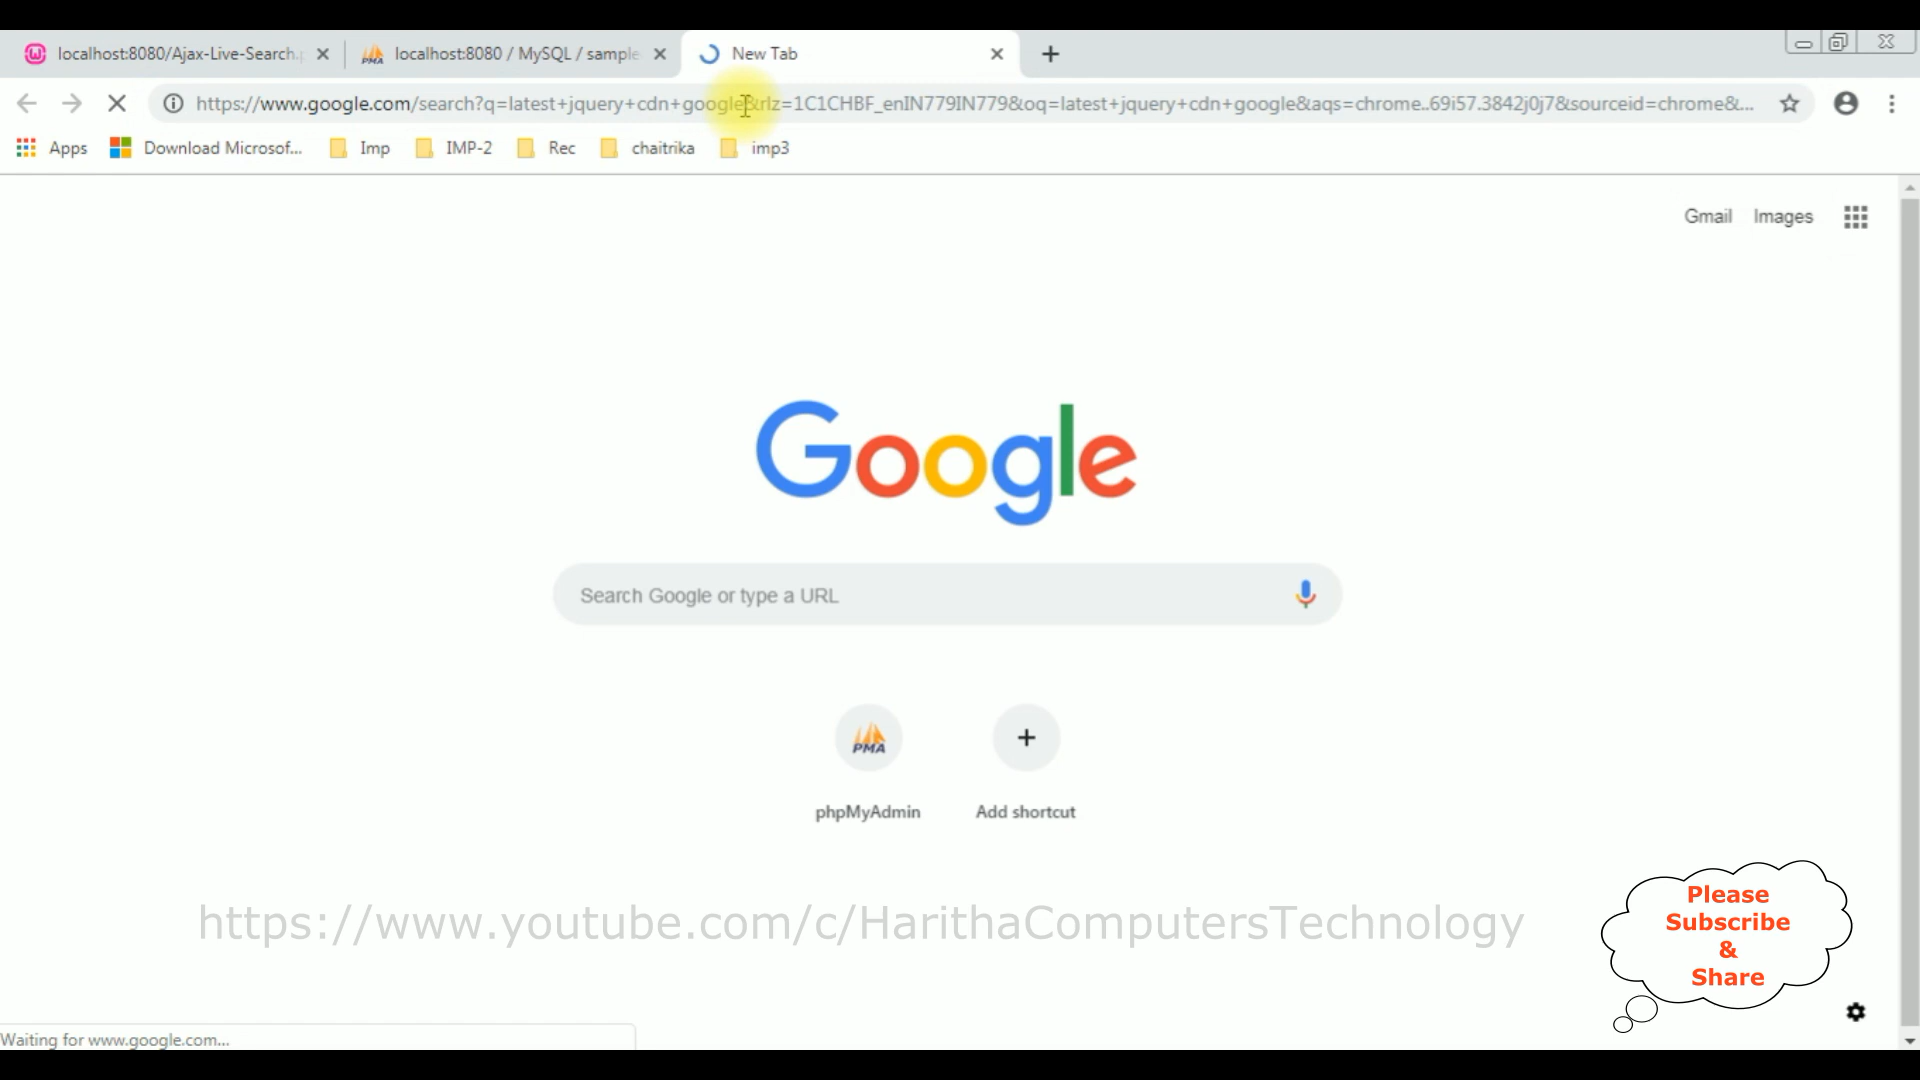 localhost:8080/Ajax-Live-Search.p
localhost:8080 / MySQL / sample
New Tab
https://www.google.com/search?q=latest+jquery+cdn+google&rlz=1C1CHBF_enIN779IN779&oq=latest+jquery+cdn+google&aqs=chrome..69i57.3842j0j7&sourceid=chrome&...
Apps
Download Microsof...
Imp
IMP-2
Rec
chaitrika
imp3
Gmail
Images
Google
Search Google or type a URL
PMA
phpMyAdmin
Add shortcut
https://www.youtube.com/c/HarithaComputersTechnology
Please
Subscribe
&
Share
Waiting for www.google.com...